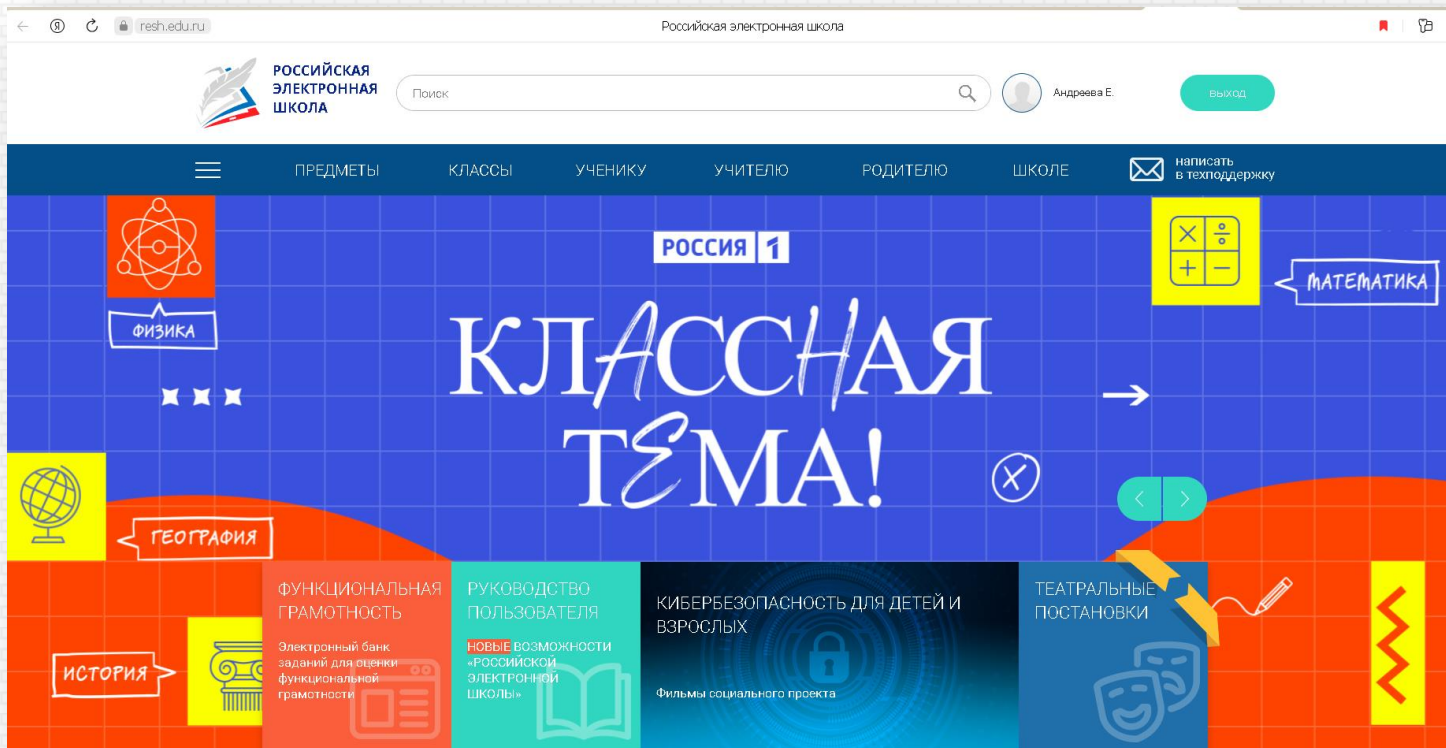 resh.edu.ru
Российская электронная школа
РОССИЙСКАЯ
ЭЛЕКТРОННАЯ
ШКОЛА
Поиск
Андреева Е.
выход
ПРЕДМЕТЫ
КЛАССЫ
УЧЕНИКУ
УЧИТЕЛЮ
РОДИТЕЛЮ
ШКОЛЕ
написать
в техподдержку
РОССИЯ 1
ФИЗИКА
МАТЕМАТИКА
КЛАССНАЯ
ТЕМА!
ГЕОГРАФИЯ
ИСТОРИЯ
ФУНКЦИОНАЛЬНАЯ
ГРАМОТНОСТЬ
Электронный банк
заданий для оценки
функциональной
грамотности
РУКОВОДСТВО
ПОЛЬЗОВАТЕЛЯ
НОВЫЕ ВОЗМОЖНОСТИ
«РОССИЙСКОЙ
ЭЛЕКТРОННОЙ
ШКОЛЫ»
КИБЕРБЕЗОПАСНОСТЬ ДЛЯ ДЕТЕЙ И
ВЗРОСЛЫХ
Фильмы социального проекта
ТЕАТРАЛЬНЫЕ
ПОСТАНОВКИ